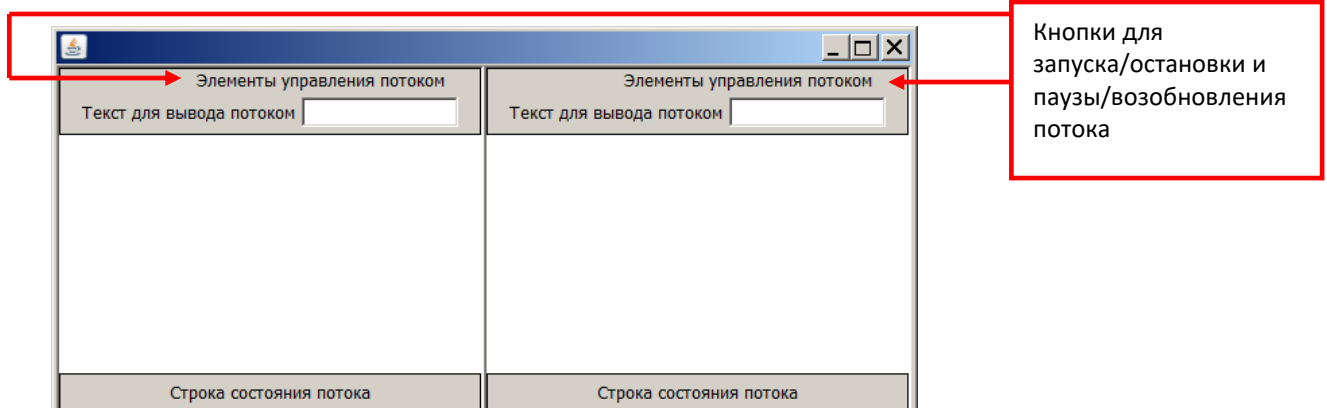 Кнопки для
запуска/остановки и
паузы/возобновления
потока
Элементы управления потоком
Текст для вывода потоком
Элементы управления потоком
Текст для вывода потоком
Строка состояния потока
Строка состояния потока